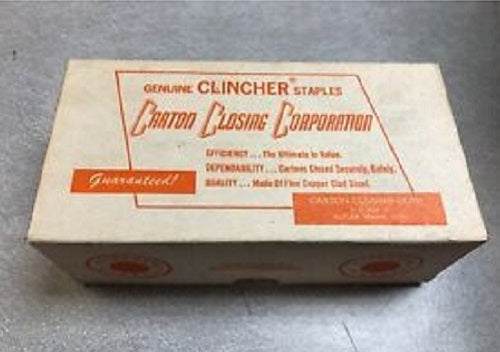 GENUINE CLINCHER® STAPLES
CARTON CLOSING CORPORATION
EFFICIENCY... The Ultimate in Value.
DEPENDABILITY... Cartons Closed Securely, Safely.
QUALITY... Made Of Fine Copper Clad Steel.
Guaranteed!
CARTON CLOSING CORP.